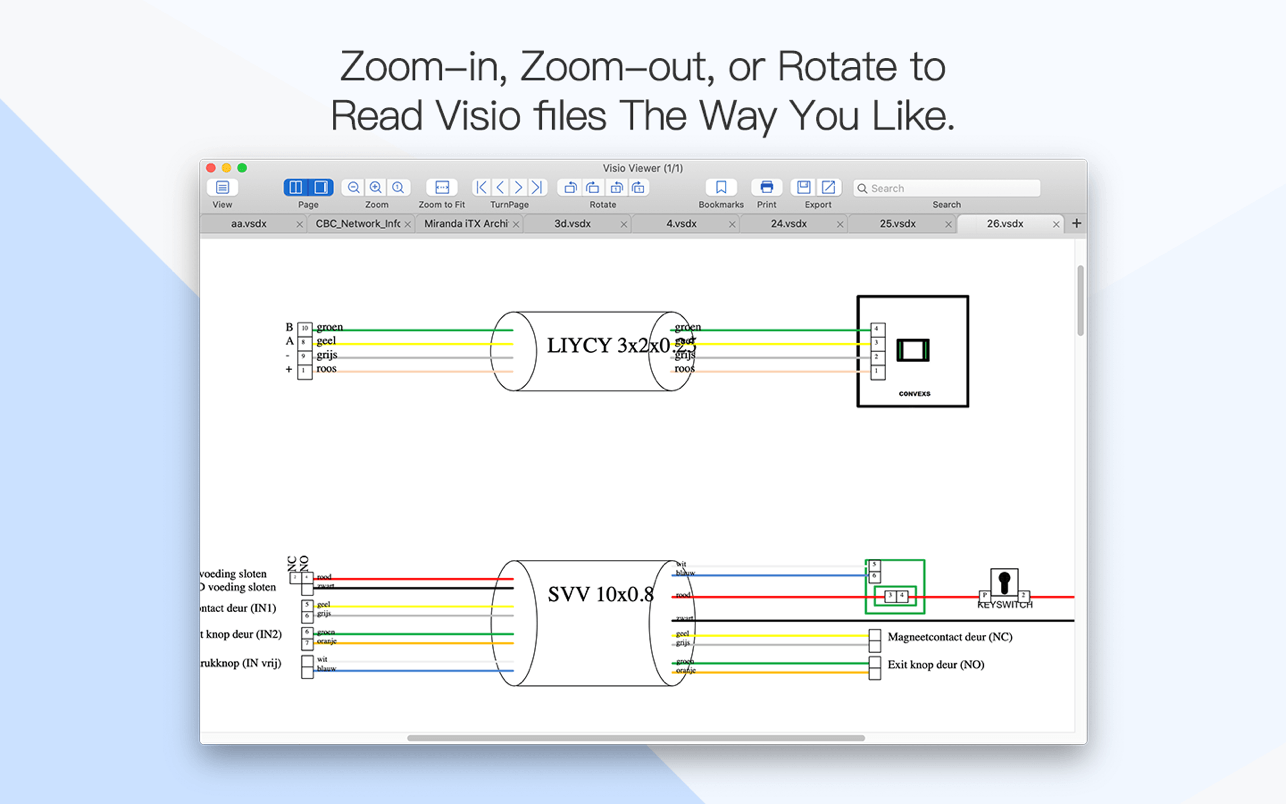 Zoom-in, Zoom-out, or Rotate to
Read Visio files The Way You Like.
Visio Viewer (1/1)
View
Page
Zoom
Zoom to Fit
TurnPage
Rotate
Bookmarks
Print
Export
Search
Search
aa.vsdx
CBC_Network_Infc
Miranda iTX Archi
3d.vsdx
4.vsdx
24.vsdx
25.vsdx
26.vsdx
B 10 groen
A 8 geel
- 9 grijs
+ 1 roos
LIYCY 3x2x0.25
groen
geel
grijs
roos
4
3
2
1
CONVEXS
NC
NO
voeding sloten
D voeding sloten
ontact deur (IN1)
t knop deur (IN2)
rukknop (IN vrij)
rood
zwart
5 geel
6 grijs
6 groen
7 oranje
wit
blauw
SVV 10x0.8
wit
blauw
rood
zwart
geel
grijs
groen
oranje
5
6
3 4
P 2
KEYSWITCH
Magneetcontact deur (NC)
Exit knop deur (NO)